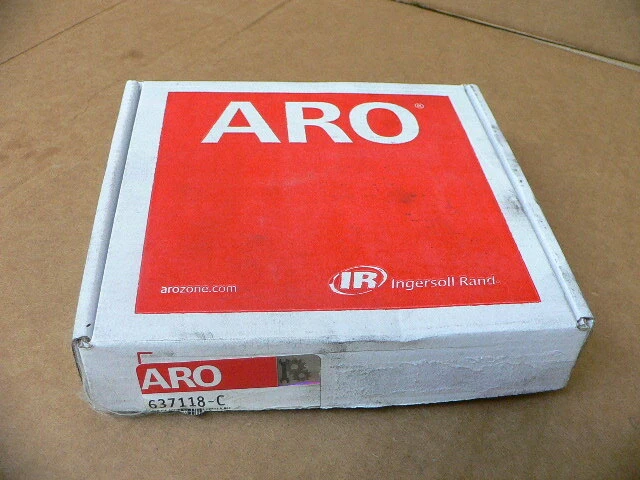 ARO®
arozone.com
IR Ingersoll Rand
ARO
637118-C